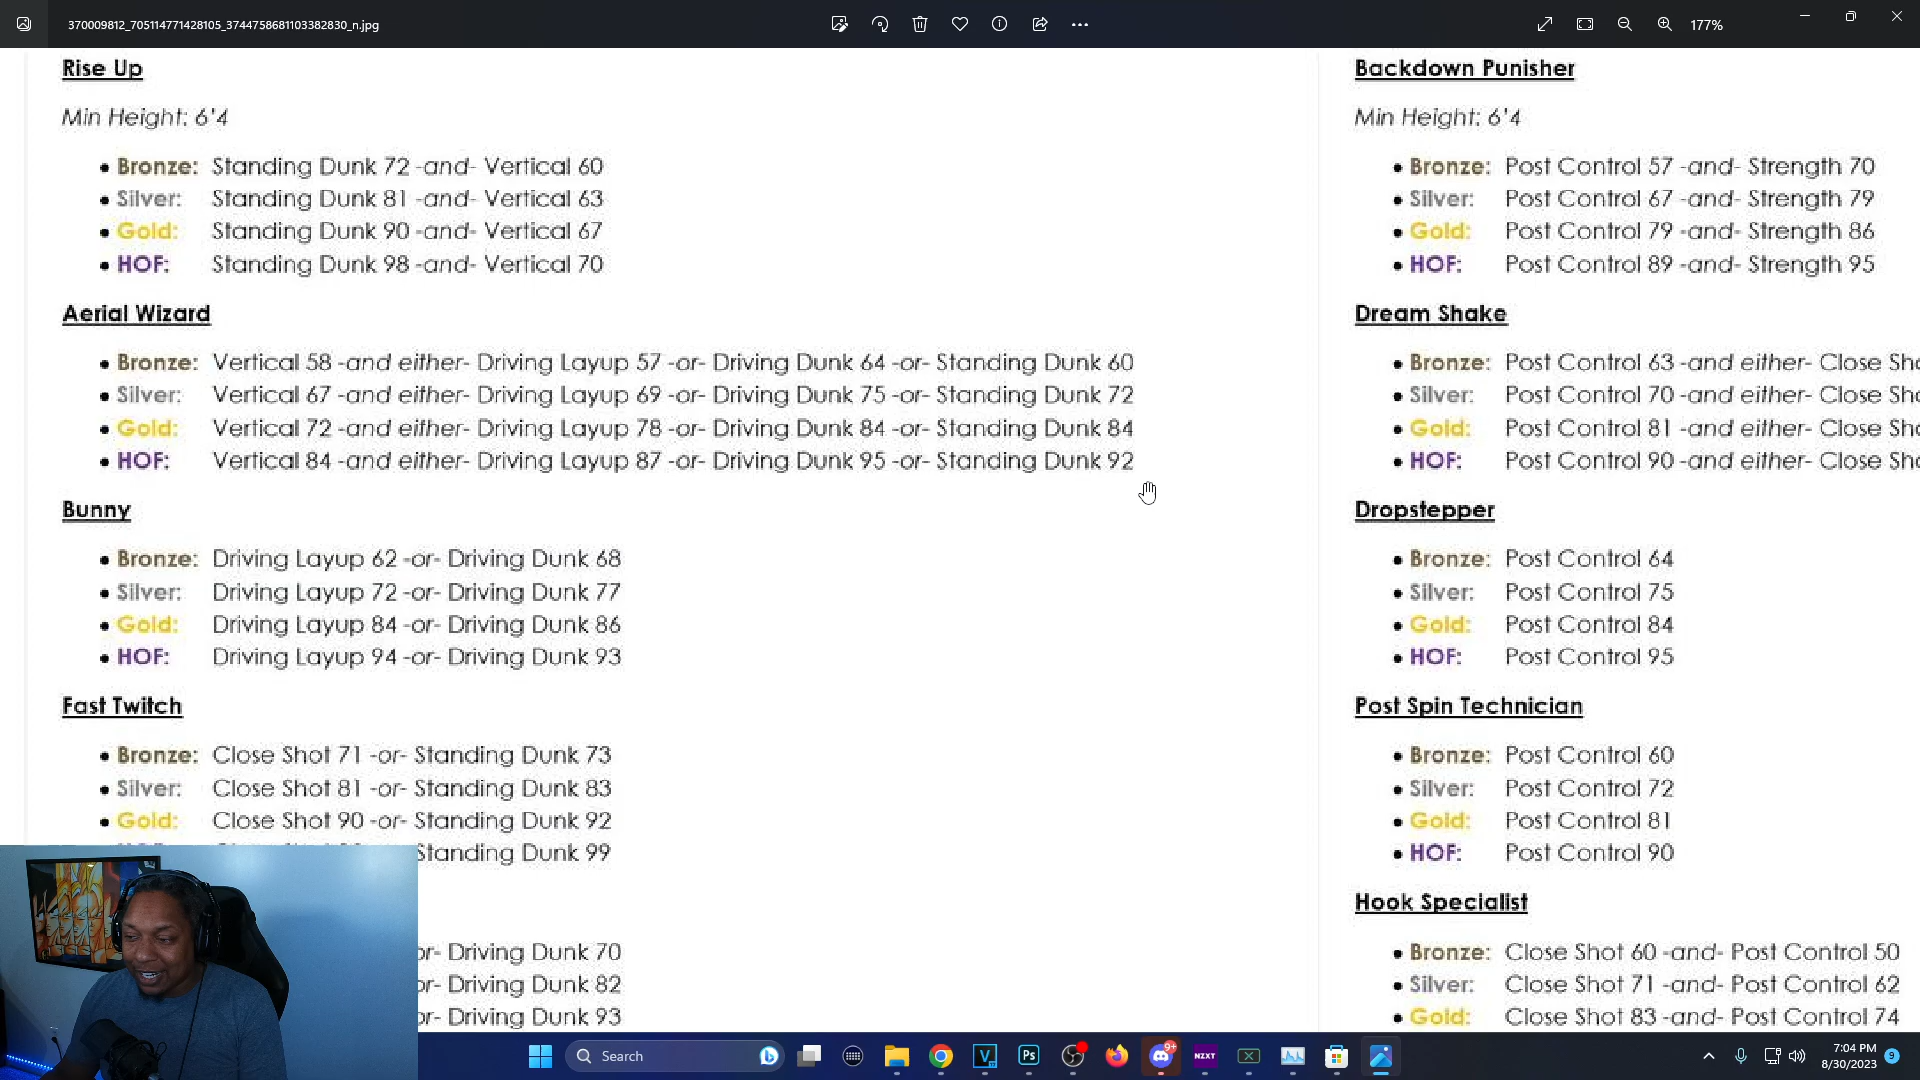 370009812_705114771428105_3744758681103382830_n.jpg
177%
Rise Up
Min Height: 6'4
• Bronze: Standing Dunk 72 -and- Vertical 60
• Silver: Standing Dunk 81 -and- Vertical 63
• Gold: Standing Dunk 90 -and- Vertical 67
• HOF: Standing Dunk 98 -and- Vertical 70
Aerial Wizard
• Bronze: Vertical 58 -and either- Driving Layup 57 -or- Driving Dunk 64 -or- Standing Dunk 60
• Silver: Vertical 67 -and either- Driving Layup 69 -or- Driving Dunk 75 -or- Standing Dunk 72
• Gold: Vertical 72 -and either- Driving Layup 78 -or- Driving Dunk 84 -or- Standing Dunk 84
• HOF: Vertical 84 -and either- Driving Layup 87 -or- Driving Dunk 95 -or- Standing Dunk 92
Bunny
• Bronze: Driving Layup 62 -or- Driving Dunk 68
• Silver: Driving Layup 72 -or- Driving Dunk 77
• Gold: Driving Layup 84 -or- Driving Dunk 86
• HOF: Driving Layup 94 -or- Driving Dunk 93
Fast Twitch
• Bronze: Close Shot 71 -or- Standing Dunk 73
• Silver: Close Shot 81 -or- Standing Dunk 83
• Gold: Close Shot 90 -or- Standing Dunk 92
Standing Dunk 99
or- Driving Dunk 70
or- Driving Dunk 82
or- Driving Dunk 93
Backdown Punisher
Min Height: 6'4
• Bronze: Post Control 57 -and- Strength 70
• Silver: Post Control 67 -and- Strength 79
• Gold: Post Control 79 -and- Strength 86
• HOF: Post Control 89 -and- Strength 95
Dream Shake
• Bronze: Post Control 63 -and either- Close Sho
• Silver: Post Control 70 -and either- Close Sho
• Gold: Post Control 81 -and either- Close Sho
• HOF: Post Control 90 -and either- Close Sho
Dropstepper
• Bronze: Post Control 64
• Silver: Post Control 75
• Gold: Post Control 84
• HOF: Post Control 95
Post Spin Technician
• Bronze: Post Control 60
• Silver: Post Control 72
• Gold: Post Control 81
• HOF: Post Control 90
Hook Specialist
• Bronze: Close Shot 60 -and- Post Control 50
• Silver: Close Shot 71 -and- Post Control 62
• Gold: Close Shot 83 -and- Post Control 74
Search
V
Ps
9+
NZXT
7:04 PM
8/30/2023
9